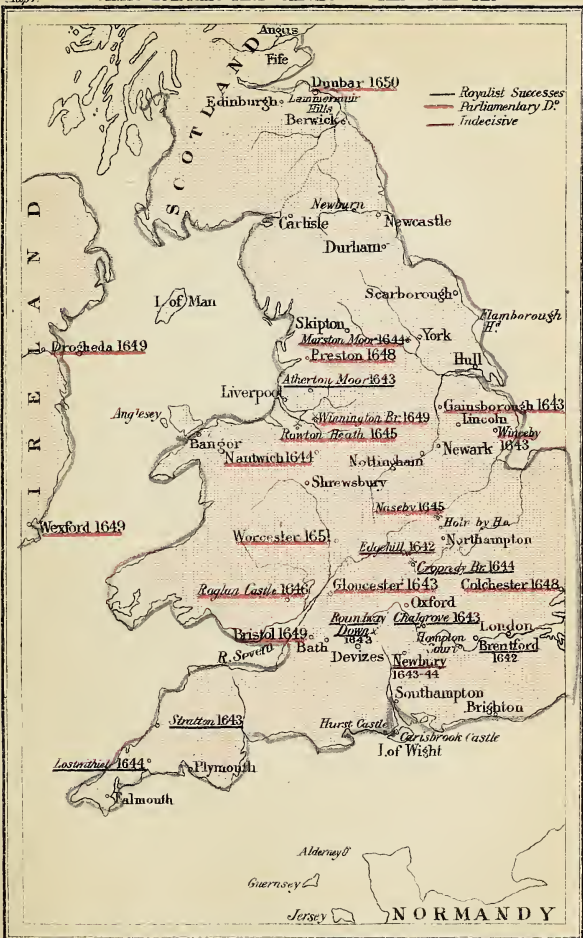 Angus
Fife
SCOTLAND
Dunbar 1650
Edinburgh
Lammermuir
Hills
Berwick
Royalist Successes
Parliamentary Do.
Indecisive
Newburn
Carlisle
Newcastle
Durham
IRELAND
I. of Man
Scarborough
Flamborough
Hd.
Skipton
Marston Moor 1644
York
Drogheda 1649
Preston 1648
Hull
Atherton Moor 1643
Liverpool
Gainsborough 1643
Lincoln
Anglesey
Winnington Br. 1649
Winceby
1643
Rowton Heath 1645
Bangor
Newark
Nantwich 1644
Nottingham
Shrewsbury
Naseby 1645
Wexford 1649
Holmby Ho.
Northampton
Worcester 1651
Edgehill 1642
Cropredy Br. 1644
Raglan Castle 1646
Gloucester 1643
Colchester 1648
Oxford
Roundway
Down
1643
Chalgrove 1643
London
Bristol 1649
Bath
Hampton
Court
Brentford
1642
R. Severn
Devizes
Newbury
1643-44
Southampton
Brighton
Stratton 1643
Hurst Castle
Carisbrook Castle
I. of Wight
Lostwithiel 1644
Plymouth
Falmouth
Alderney
Guernsey
Jersey
NORMANDY